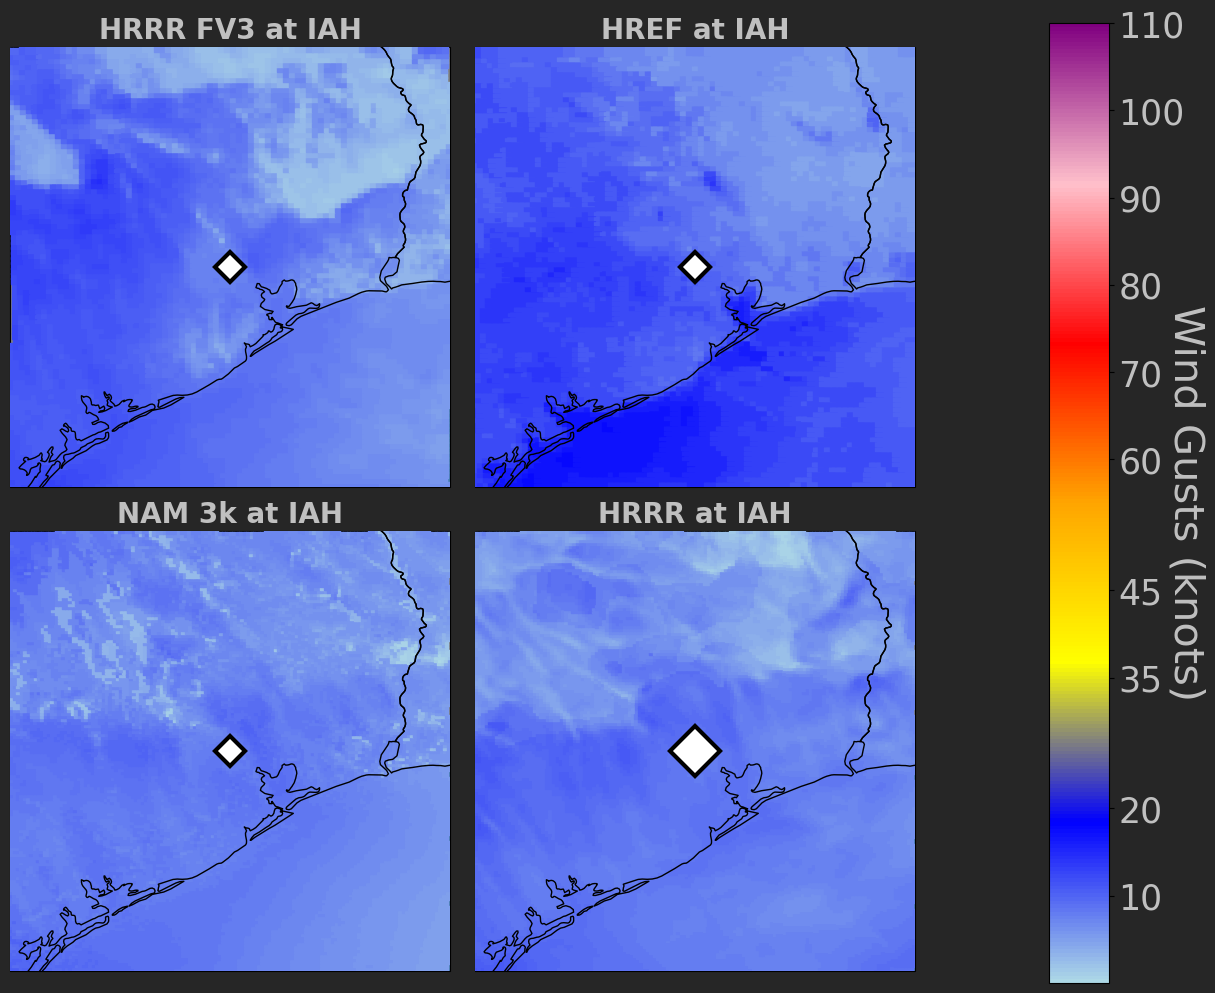 HRRR FV3 at IAH
HREF at IAH
NAM 3k at IAH
HRRR at IAH
110
100
90
80
70
60
45
35
20
10
Wind Gusts (knots)